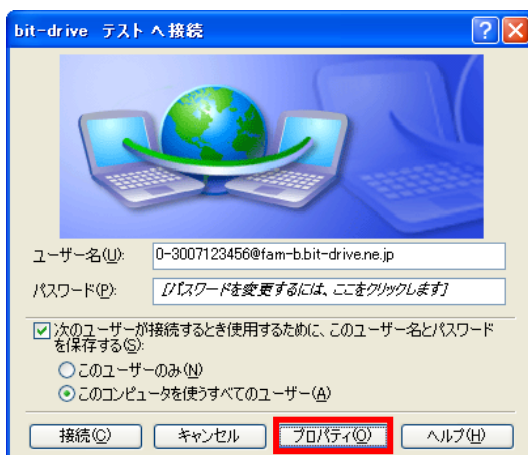 bit-drive テスト へ接続
ユーザー名(U):
0-3007123456@fam-b.bit-drive.ne.jp
パスワード(P):
[パスワードを変更するには、ここをクリックします]
次のユーザーが接続するとき使用するために、このユーザー名とパスワード
を保存する(S):
このユーザーのみ(N)
このコンピュータを使うすべてのユーザー(A)
接続(C)
キャンセル
プロパティ(O)
ヘルプ(H)